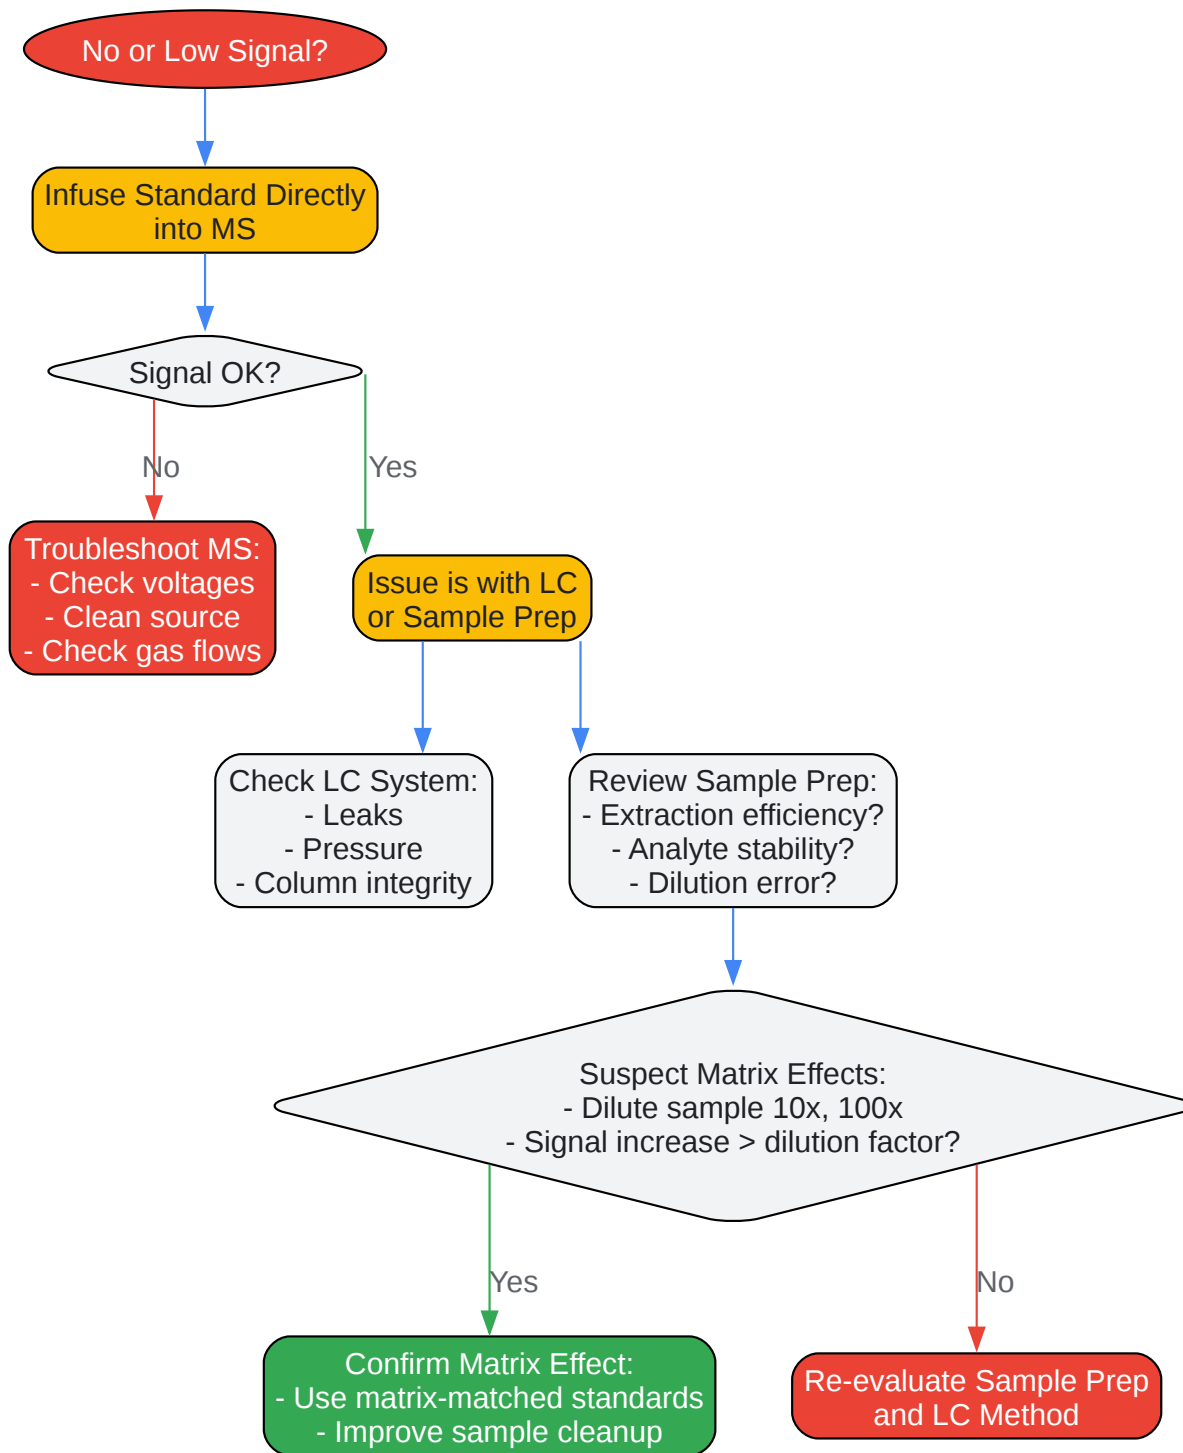 No or Low Signal?
Infuse Standard Directly
into MS
Signal OK?
No
Yes
Troubleshoot MS:
- Check voltages
- Clean source
- Check gas flows
Issue is with LC
or Sample Prep
Check LC System:
- Leaks
- Pressure
- Column integrity
Review Sample Prep:
- Extraction efficiency?
- Analyte stability?
- Dilution error?
Suspect Matrix Effects:
- Dilute sample 10x, 100x
- Signal increase > dilution factor?
Yes
No
Confirm Matrix Effect:
- Use matrix-matched standards
- Improve sample cleanup
Re-evaluate Sample Prep
and LC Method